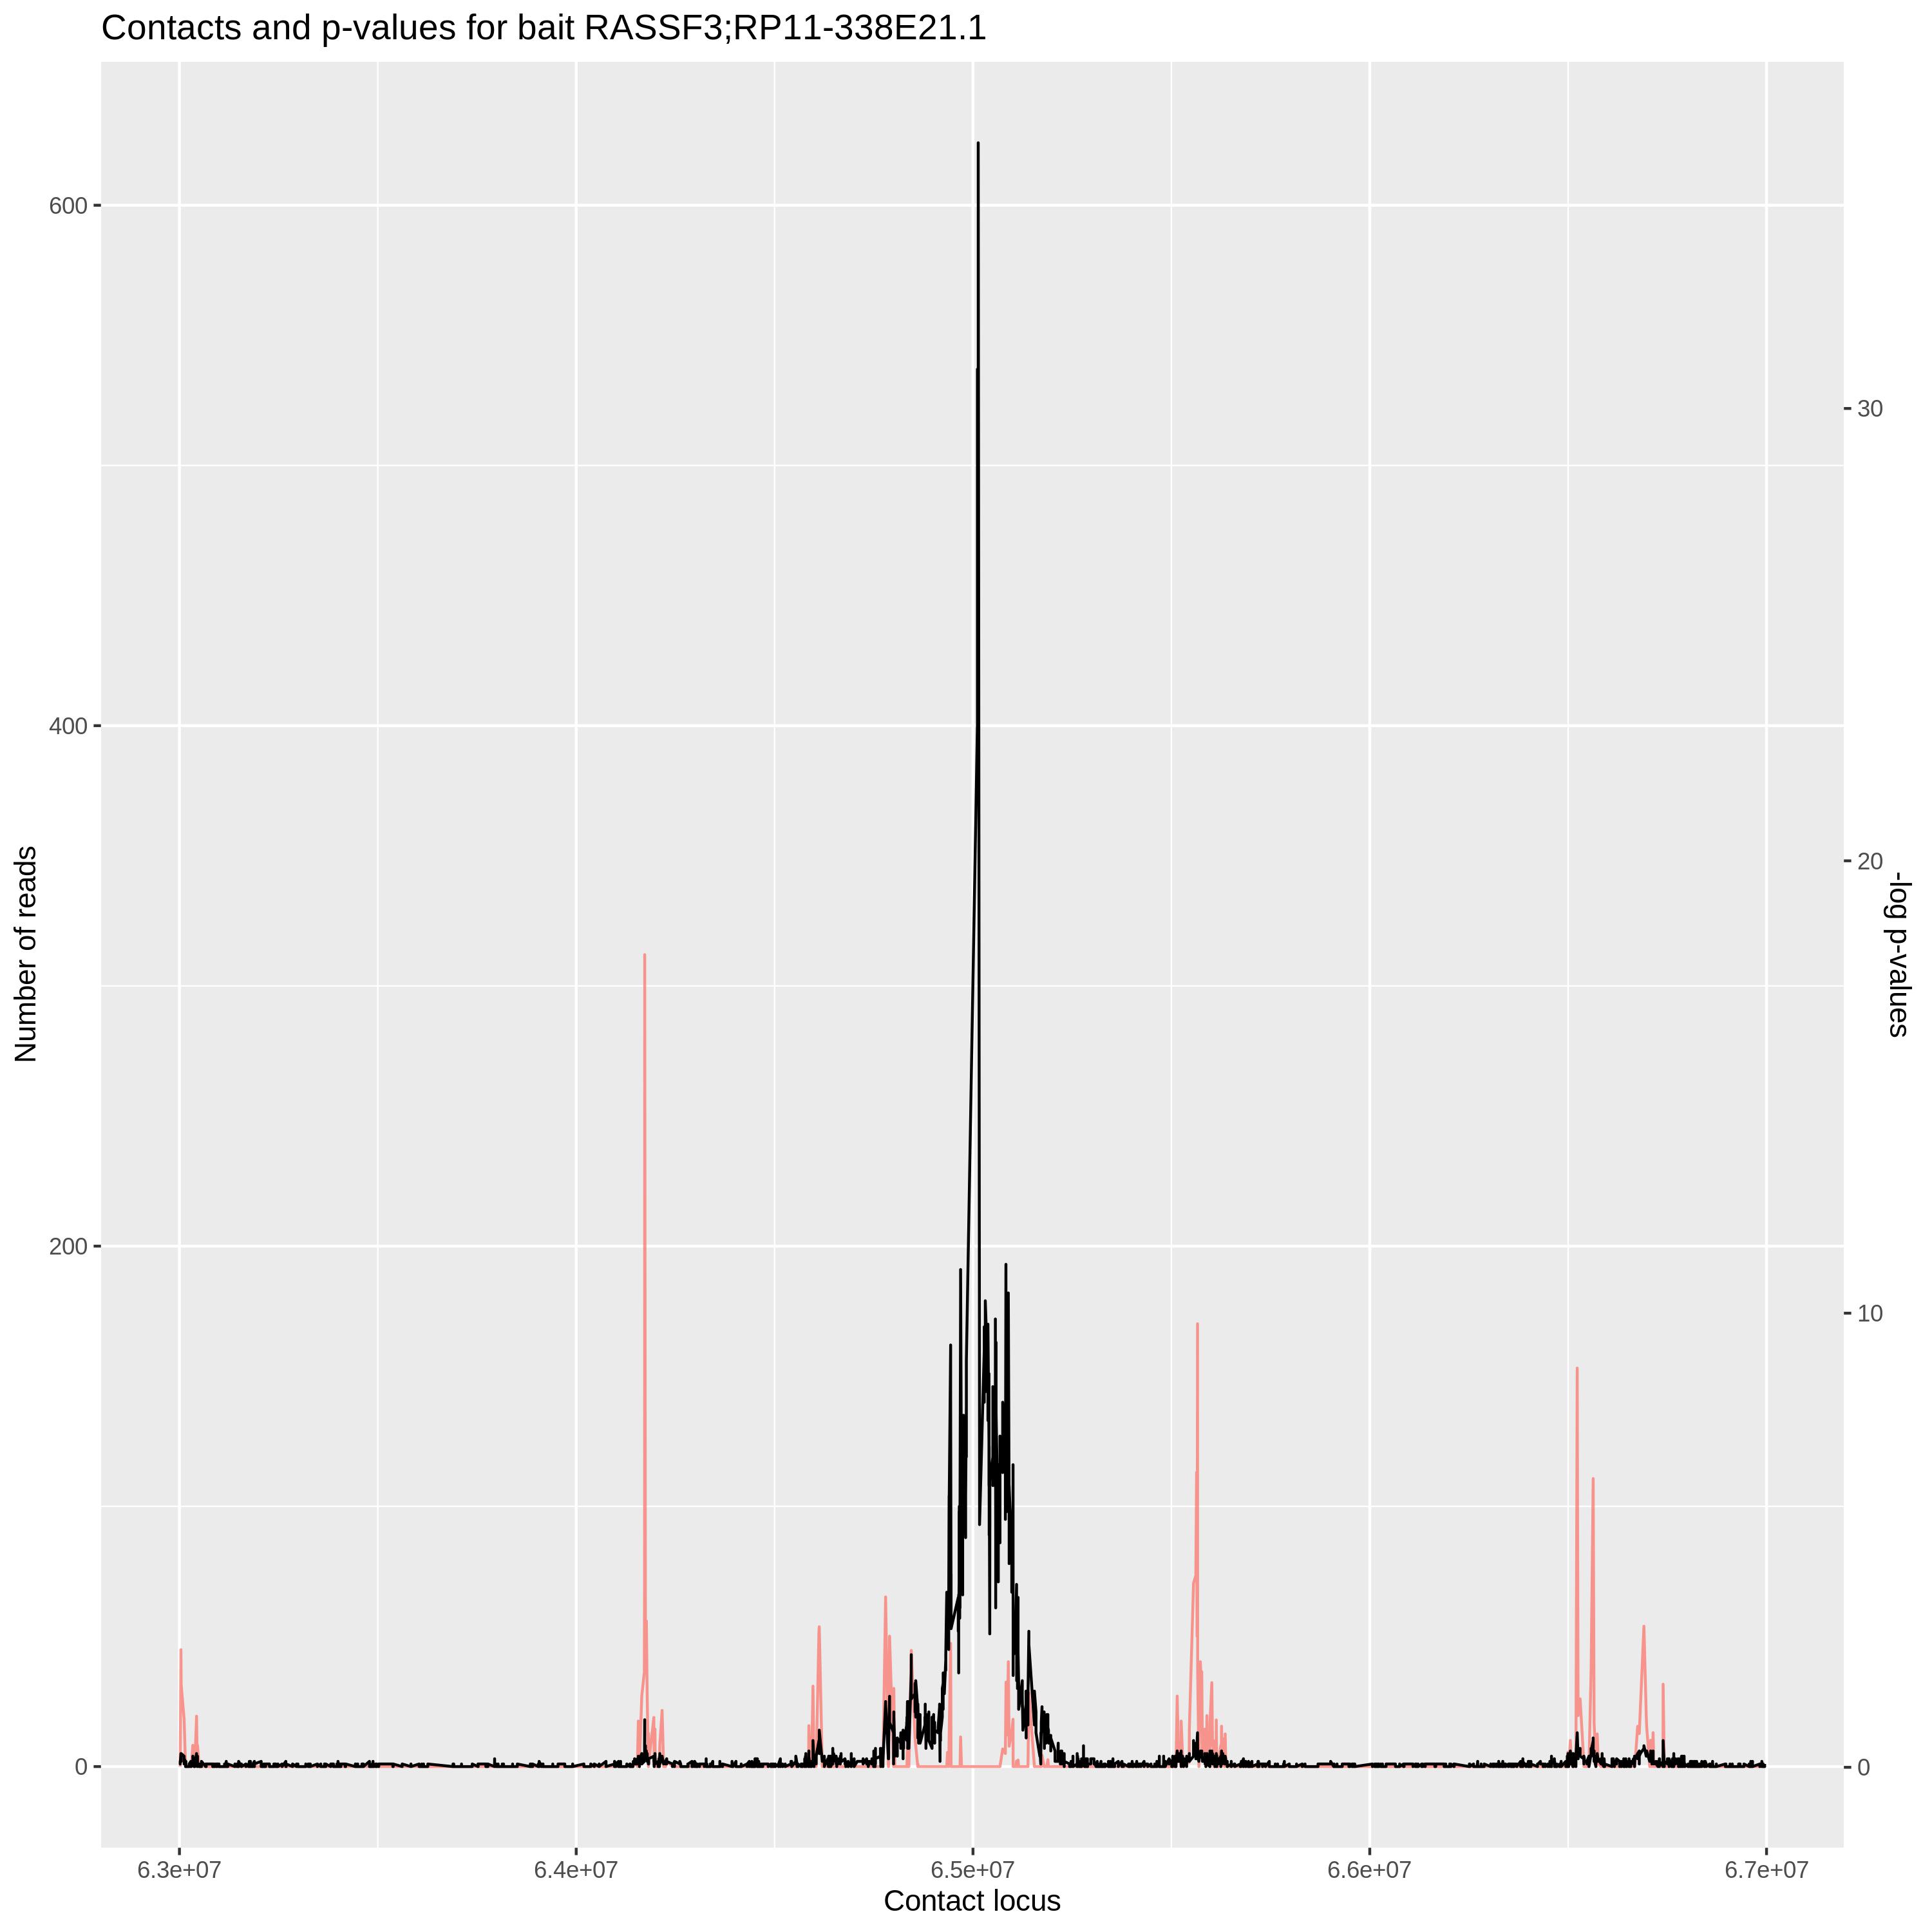 Contacts and p-values for bait RASSF3;RP11-338E21.1
600
400
200
0
Number of reads
30
20
10
0
-log p-values
6.3e+07
6.4e+07
6.5e+07
6.6e+07
6.7e+07
Contact locus